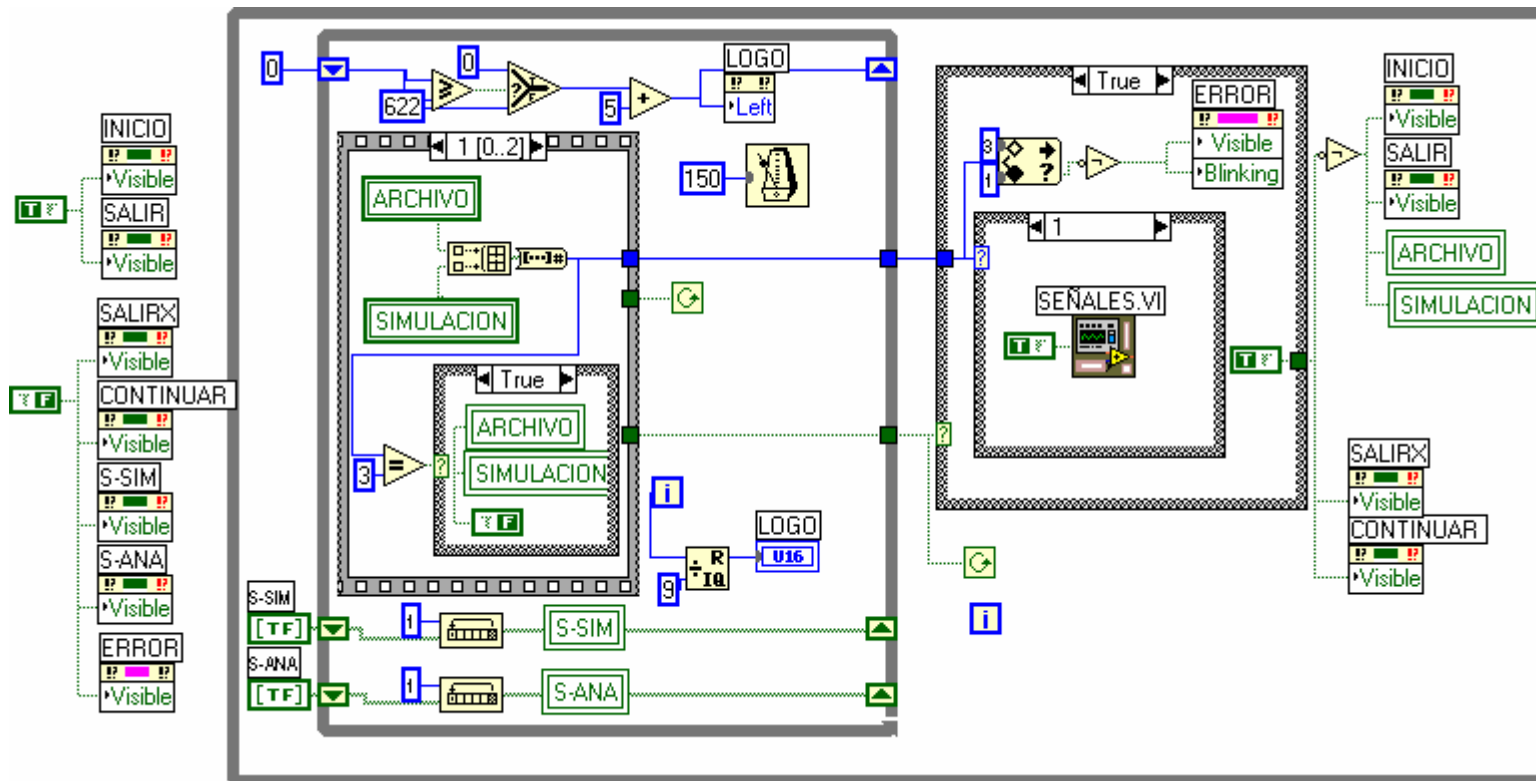 INICIO
Visible
SALIR
Visible
T
SALIRX
Visible
CONTINUAR
Visible
F
S-SIM
Visible
S-ANA
Visible
ERROR
Visible
0
622
0
5
LOGO
Left
1 [0..2]
ARCHIVO
SIMULACION
150
3
=
True
ARCHIVO
SIMULACION
F
i
9
R
IQ
LOGO
U16
S-SIM
[TF]
1
S-SIM
S-ANA
[TF]
1
S-ANA
True
3
1
?
ERROR
Visible
Blinking
1
SEÑALES.VI
T
T
i
INICIO
Visible
SALIR
Visible
ARCHIVO
SIMULACION
SALIRX
Visible
CONTINUAR
Visible